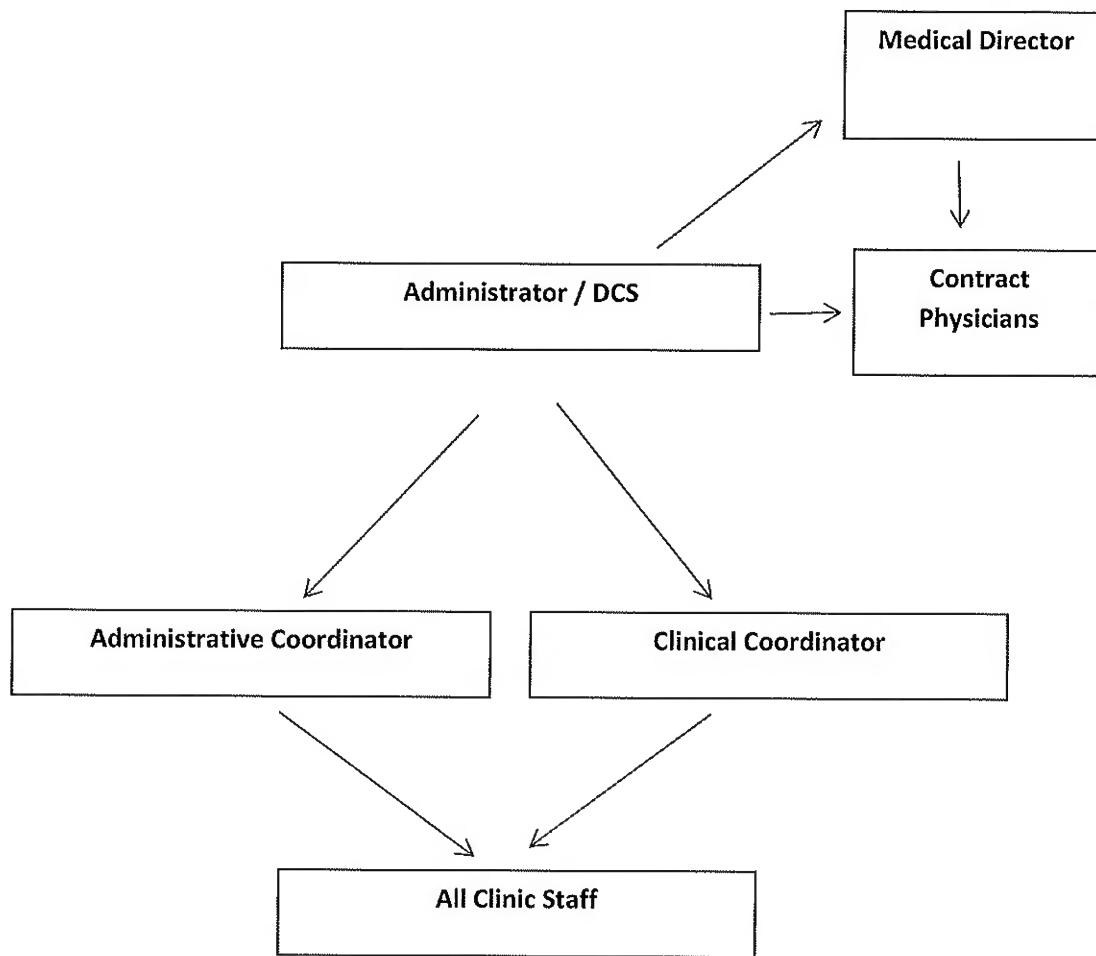 Medical Director
Administrator / DCS
Contract
Physicians
Administrative Coordinator
Clinical Coordinator
All Clinic Staff